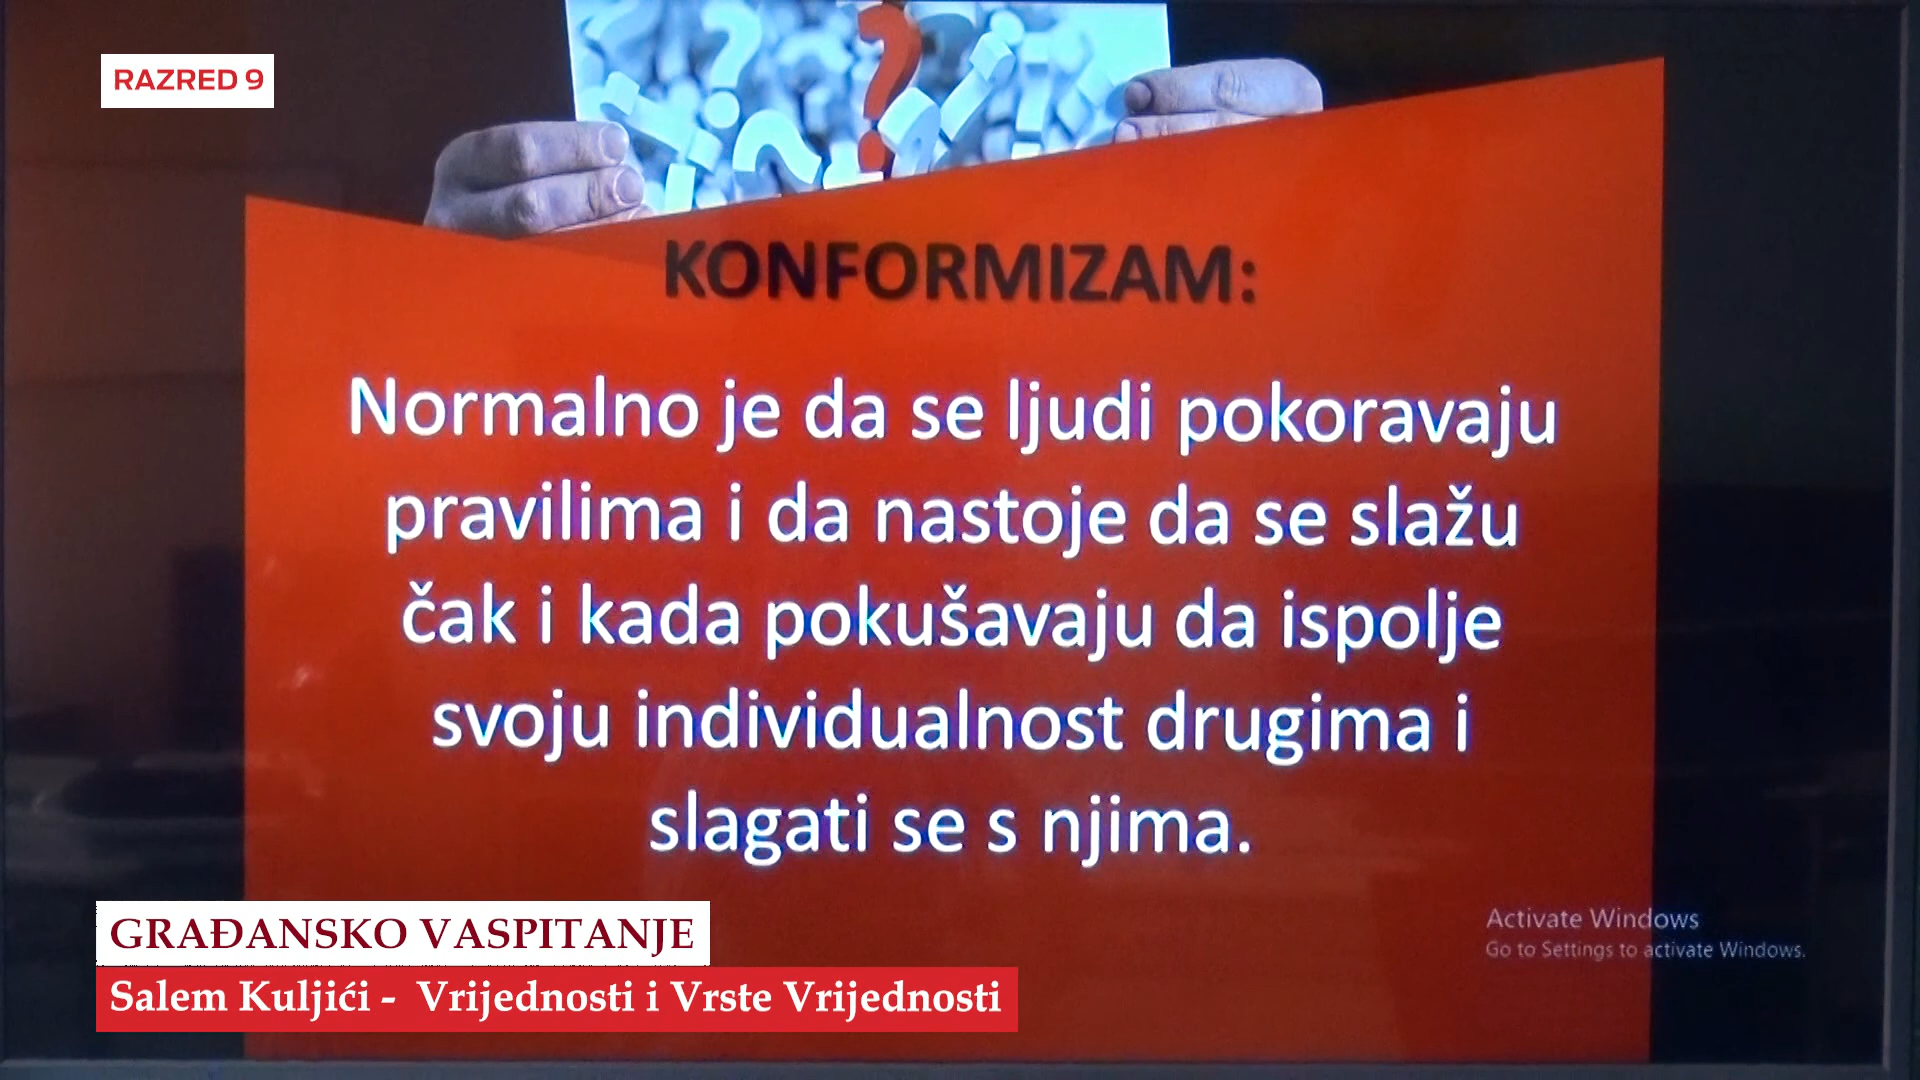 RAZRED 9
KONFORMIZAM:
Normalno je da se ljudi pokoravaju
pravilima i da nastoje da se slažu
čak i kada pokušavaju da ispolje
svoju individualnost drugima i
slagati se s njima.
Activate Windows
Go to Settings to activate Windows.
GRAĐANSKO VASPITANJE
Salem Kuljići - Vrijednosti i Vrste Vrijednosti